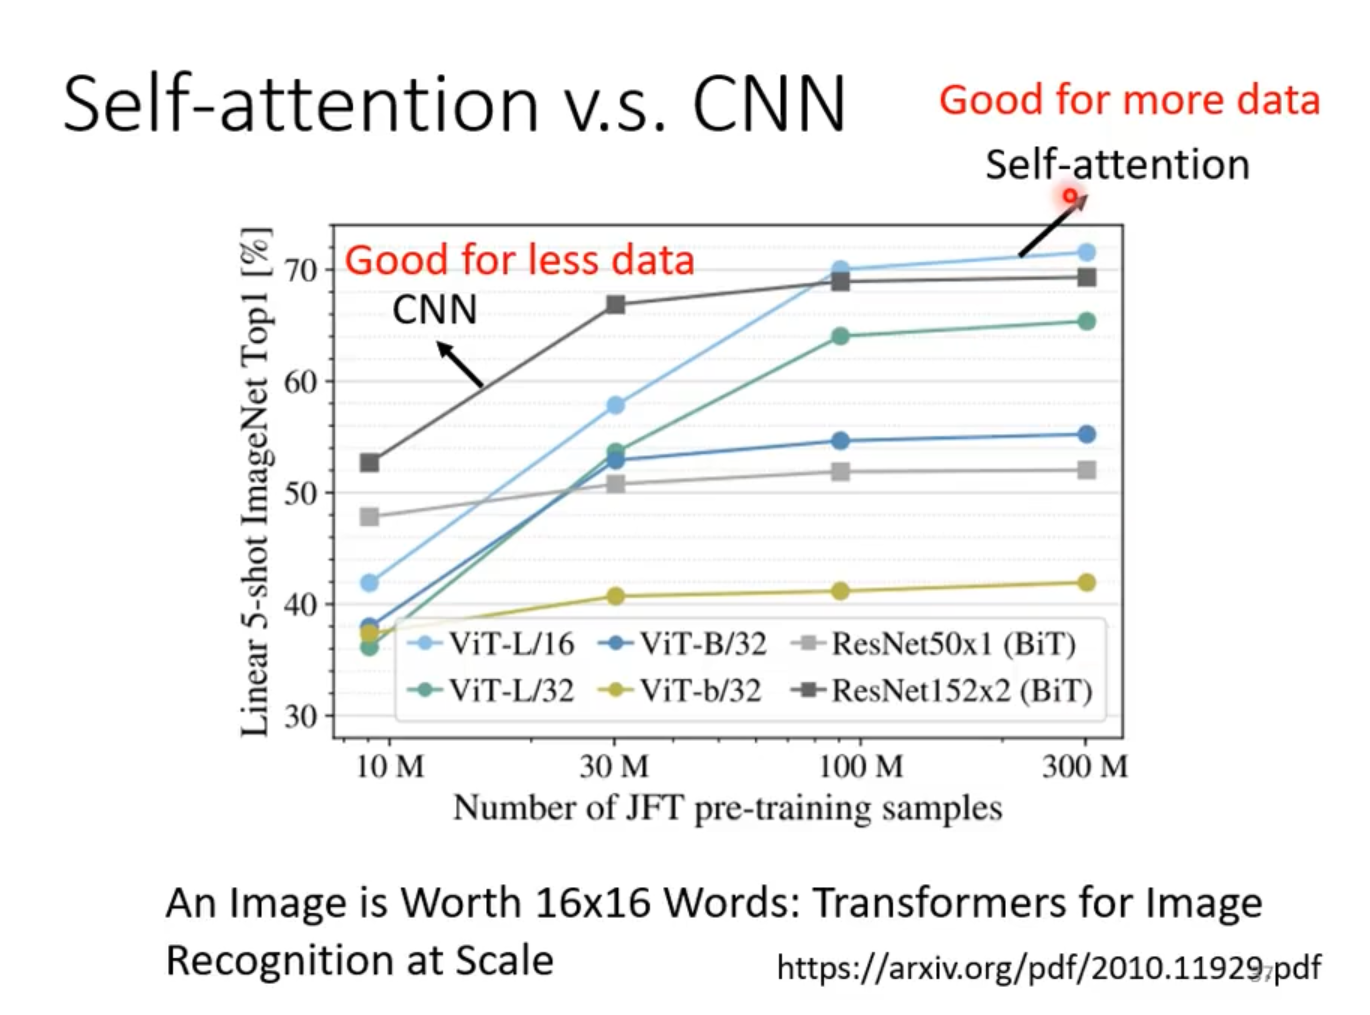 Self-attention v.s. CNN
Good for more data
Self-attention
Good for less data
CNN
Linear 5-shot ImageNet Top1 [%]
70
60
50
40
30
ViT-L/16 ViT-B/32 ResNet50x1 (BiT)
ViT-L/32 ViT-b/32 ResNet152x2 (BiT)
10 M 30 M 100 M 300 M
Number of JFT pre-training samples
An Image is Worth 16x16 Words: Transformers for Image
Recognition at Scale
https://arxiv.org/pdf/2010.11929.pdf
37